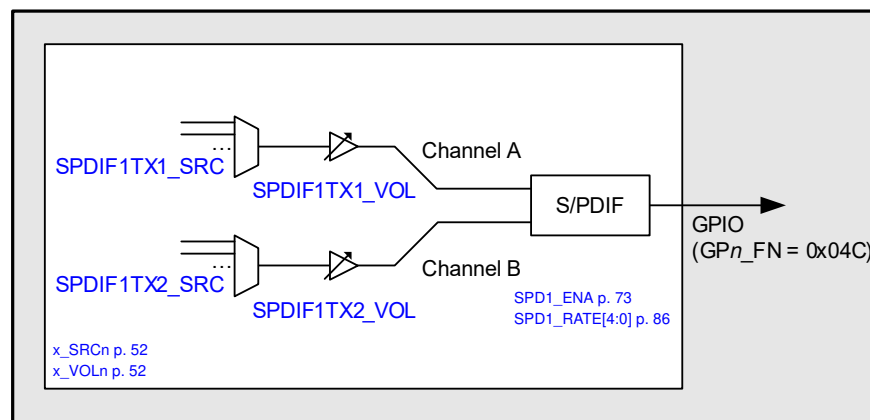 ...
SPDIF1TX1_SRC
SPDIF1TX1_VOL
Channel A
S/PDIF
GPIO
(GPn_FN = 0x04C)
...
SPDIF1TX2_SRC
SPDIF1TX2_VOL
Channel B
SPD1_ENA p. 73
SPD1_RATE[4:0] p. 86
x_SRCn p. 52
x_VOLn p. 52